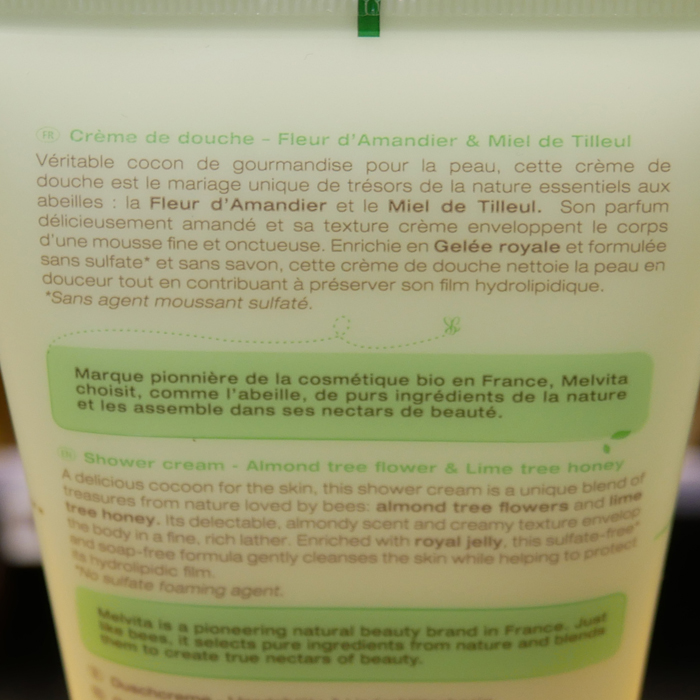 FR Crème de douche - Fleur d'Amandier & Miel de Tilleul
Véritable cocon de gourmandise pour la peau, cette crème de
douche est le mariage unique de trésors de la nature essentiels aux
abeilles : la Fleur d'Amandier et le Miel de Tilleul. Son parfum
délicieusement amandé et sa texture crème enveloppent le corps
d'une mousse fine et onctueuse. Enrichie en Gelée royale et formulée
sans sulfate* et sans savon, cette crème de douche nettoie la peau en
douceur tout en contribuant à préserver son film hydrolipidique.
*Sans agent moussant sulfaté.
Marque pionnière de la cosmétique bio en France, Melvita
choisit, comme l'abeille, de purs ingrédients de la nature
et les assemble dans ses nectars de beauté.
Shower cream - Almond tree flower & Lime tree honey
A delicious cocoon for the skin, this shower cream is a unique blend of
treasures from nature loved by bees: almond tree flowers and lime
tree honey. Its delectable, almondy scent and creamy texture envelop
the body in a fine, rich lather. Enriched with royal jelly, this sulfate-free*
and soap-free formula gently cleanses the skin while helping to protect
its hydrolipidic film.
*No sulfate foaming agent.
Melvita is a pioneering natural beauty brand in France. Just
like bees, it selects pure ingredients from nature and blends
them to create true nectars of beauty.
Duschcreme